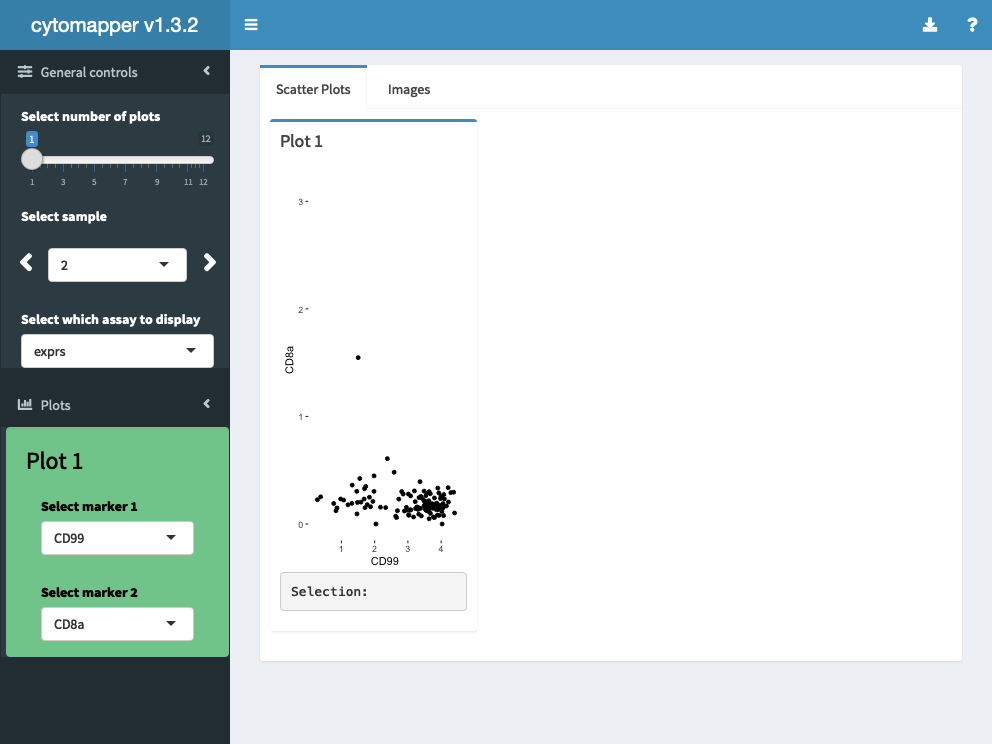 cytomapper v1.3.2
?
General controls
Select number of plots
1
12
1 3 5 7 9 11 12
Select sample
2
Select which assay to display
exprs
Plots
Plot 1
Select marker 1
CD99
Select marker 2
CD8a
Scatter Plots
Images
Plot 1
3
2
1
0
CD8a
1 2 3 4
CD99
Selection: